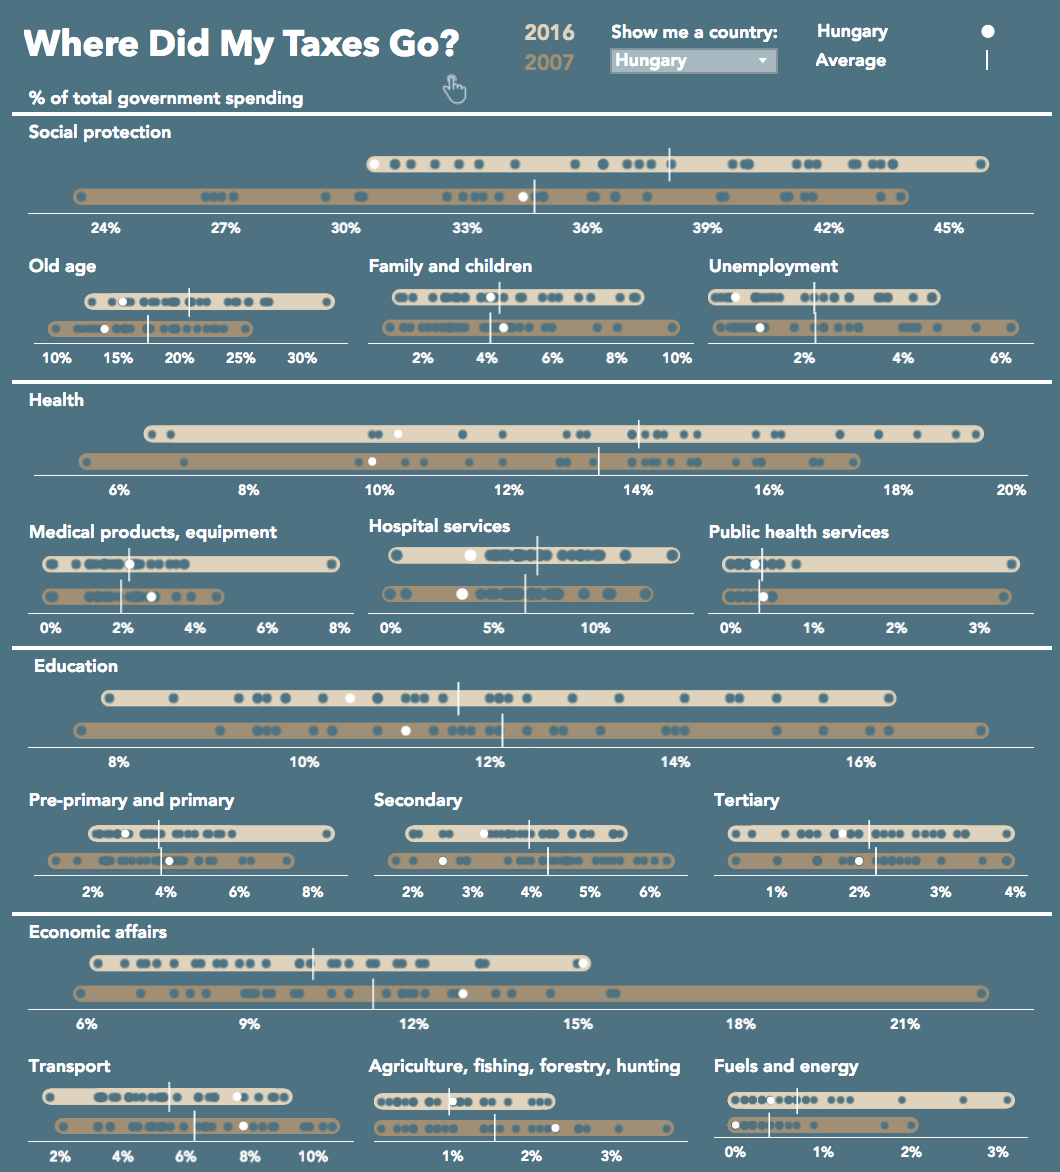 Where Did My Taxes Go?
2016
2007
Show me a country:
Hungary
Hungary
Average
% of total government spending
Social protection
24% 27% 30% 33% 36% 39% 42% 45%
Old age
10% 15% 20% 25% 30%
Family and children
2% 4% 6% 8% 10%
Unemployment
2% 4% 6%
Health
6% 8% 10% 12% 14% 16% 18% 20%
Medical products, equipment
0% 2% 4% 6% 8%
Hospital services
0% 5% 10%
Public health services
0% 1% 2% 3%
Education
8% 10% 12% 14% 16%
Pre-primary and primary
2% 4% 6% 8%
Secondary
2% 3% 4% 5% 6%
Tertiary
1% 2% 3% 4%
Economic affairs
6% 9% 12% 15% 18% 21%
Transport
2% 4% 6% 8% 10%
Agriculture, fishing, forestry, hunting
1% 2% 3%
Fuels and energy
0% 1% 2% 3%